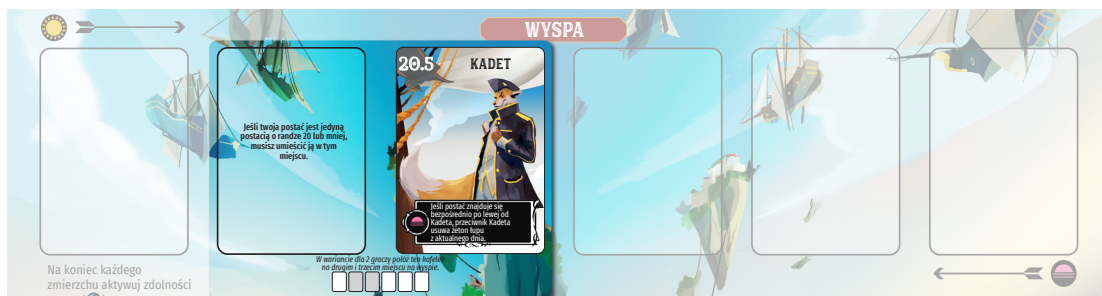 WYSPA
Jeśli twoja postać jest jedyną
postacią o randze 20 lub mniej,
musisz umieścić ją w tym
miejscu.
20.5
KADET
Jeśli postać znajduje się
bezpośrednio po lewej od
Kadeta, przeciwnik Kadeta
usuwa żeton łupu
z aktualnego dnia.
W wariancie dla 2 graczy połóż ten kafelek
na drugim i trzecim miejscu na wyspie.
Na koniec każdego
zmierzchu aktywuj zdolności